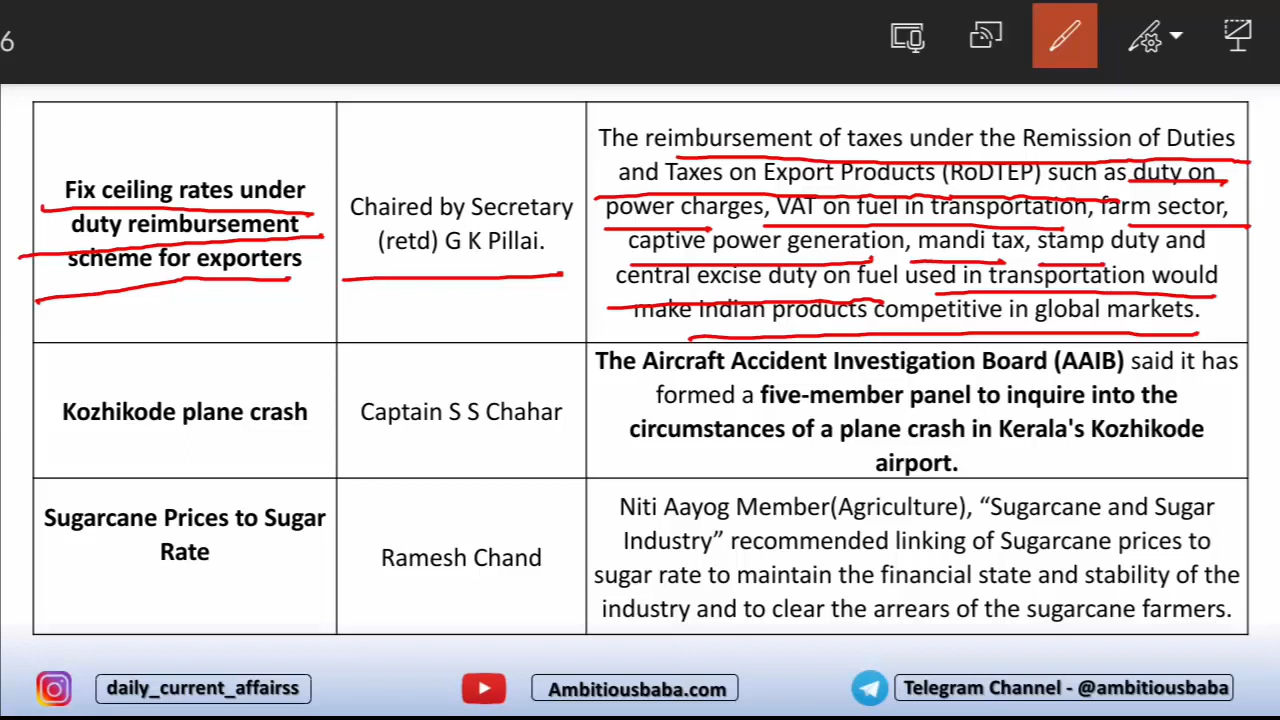 6
Fix ceiling rates under
duty reimbursement
scheme for exporters
Chaired by Secretary
(retd) G K Pillai.
The reimbursement of taxes under the Remission of Duties
and Taxes on Export Products (RoDTEP) such as duty on
power charges, VAT on fuel in transportation, farm sector,
captive power generation, mandi tax, stamp duty and
central excise duty on fuel used in transportation would
make Indian products competitive in global markets.
Kozhikode plane crash
Captain S S Chahar
The Aircraft Accident Investigation Board (AAIB) said it has
formed a five-member panel to inquire into the
circumstances of a plane crash in Kerala's Kozhikode
airport.
Sugarcane Prices to Sugar
Rate
Ramesh Chand
Niti Aayog Member(Agriculture), “Sugarcane and Sugar
Industry” recommended linking of Sugarcane prices to
sugar rate to maintain the financial state and stability of the
industry and to clear the arrears of the sugarcane farmers.
daily_current_affairss
Ambitiousbaba.com
Telegram Channel - @ambitiousbaba